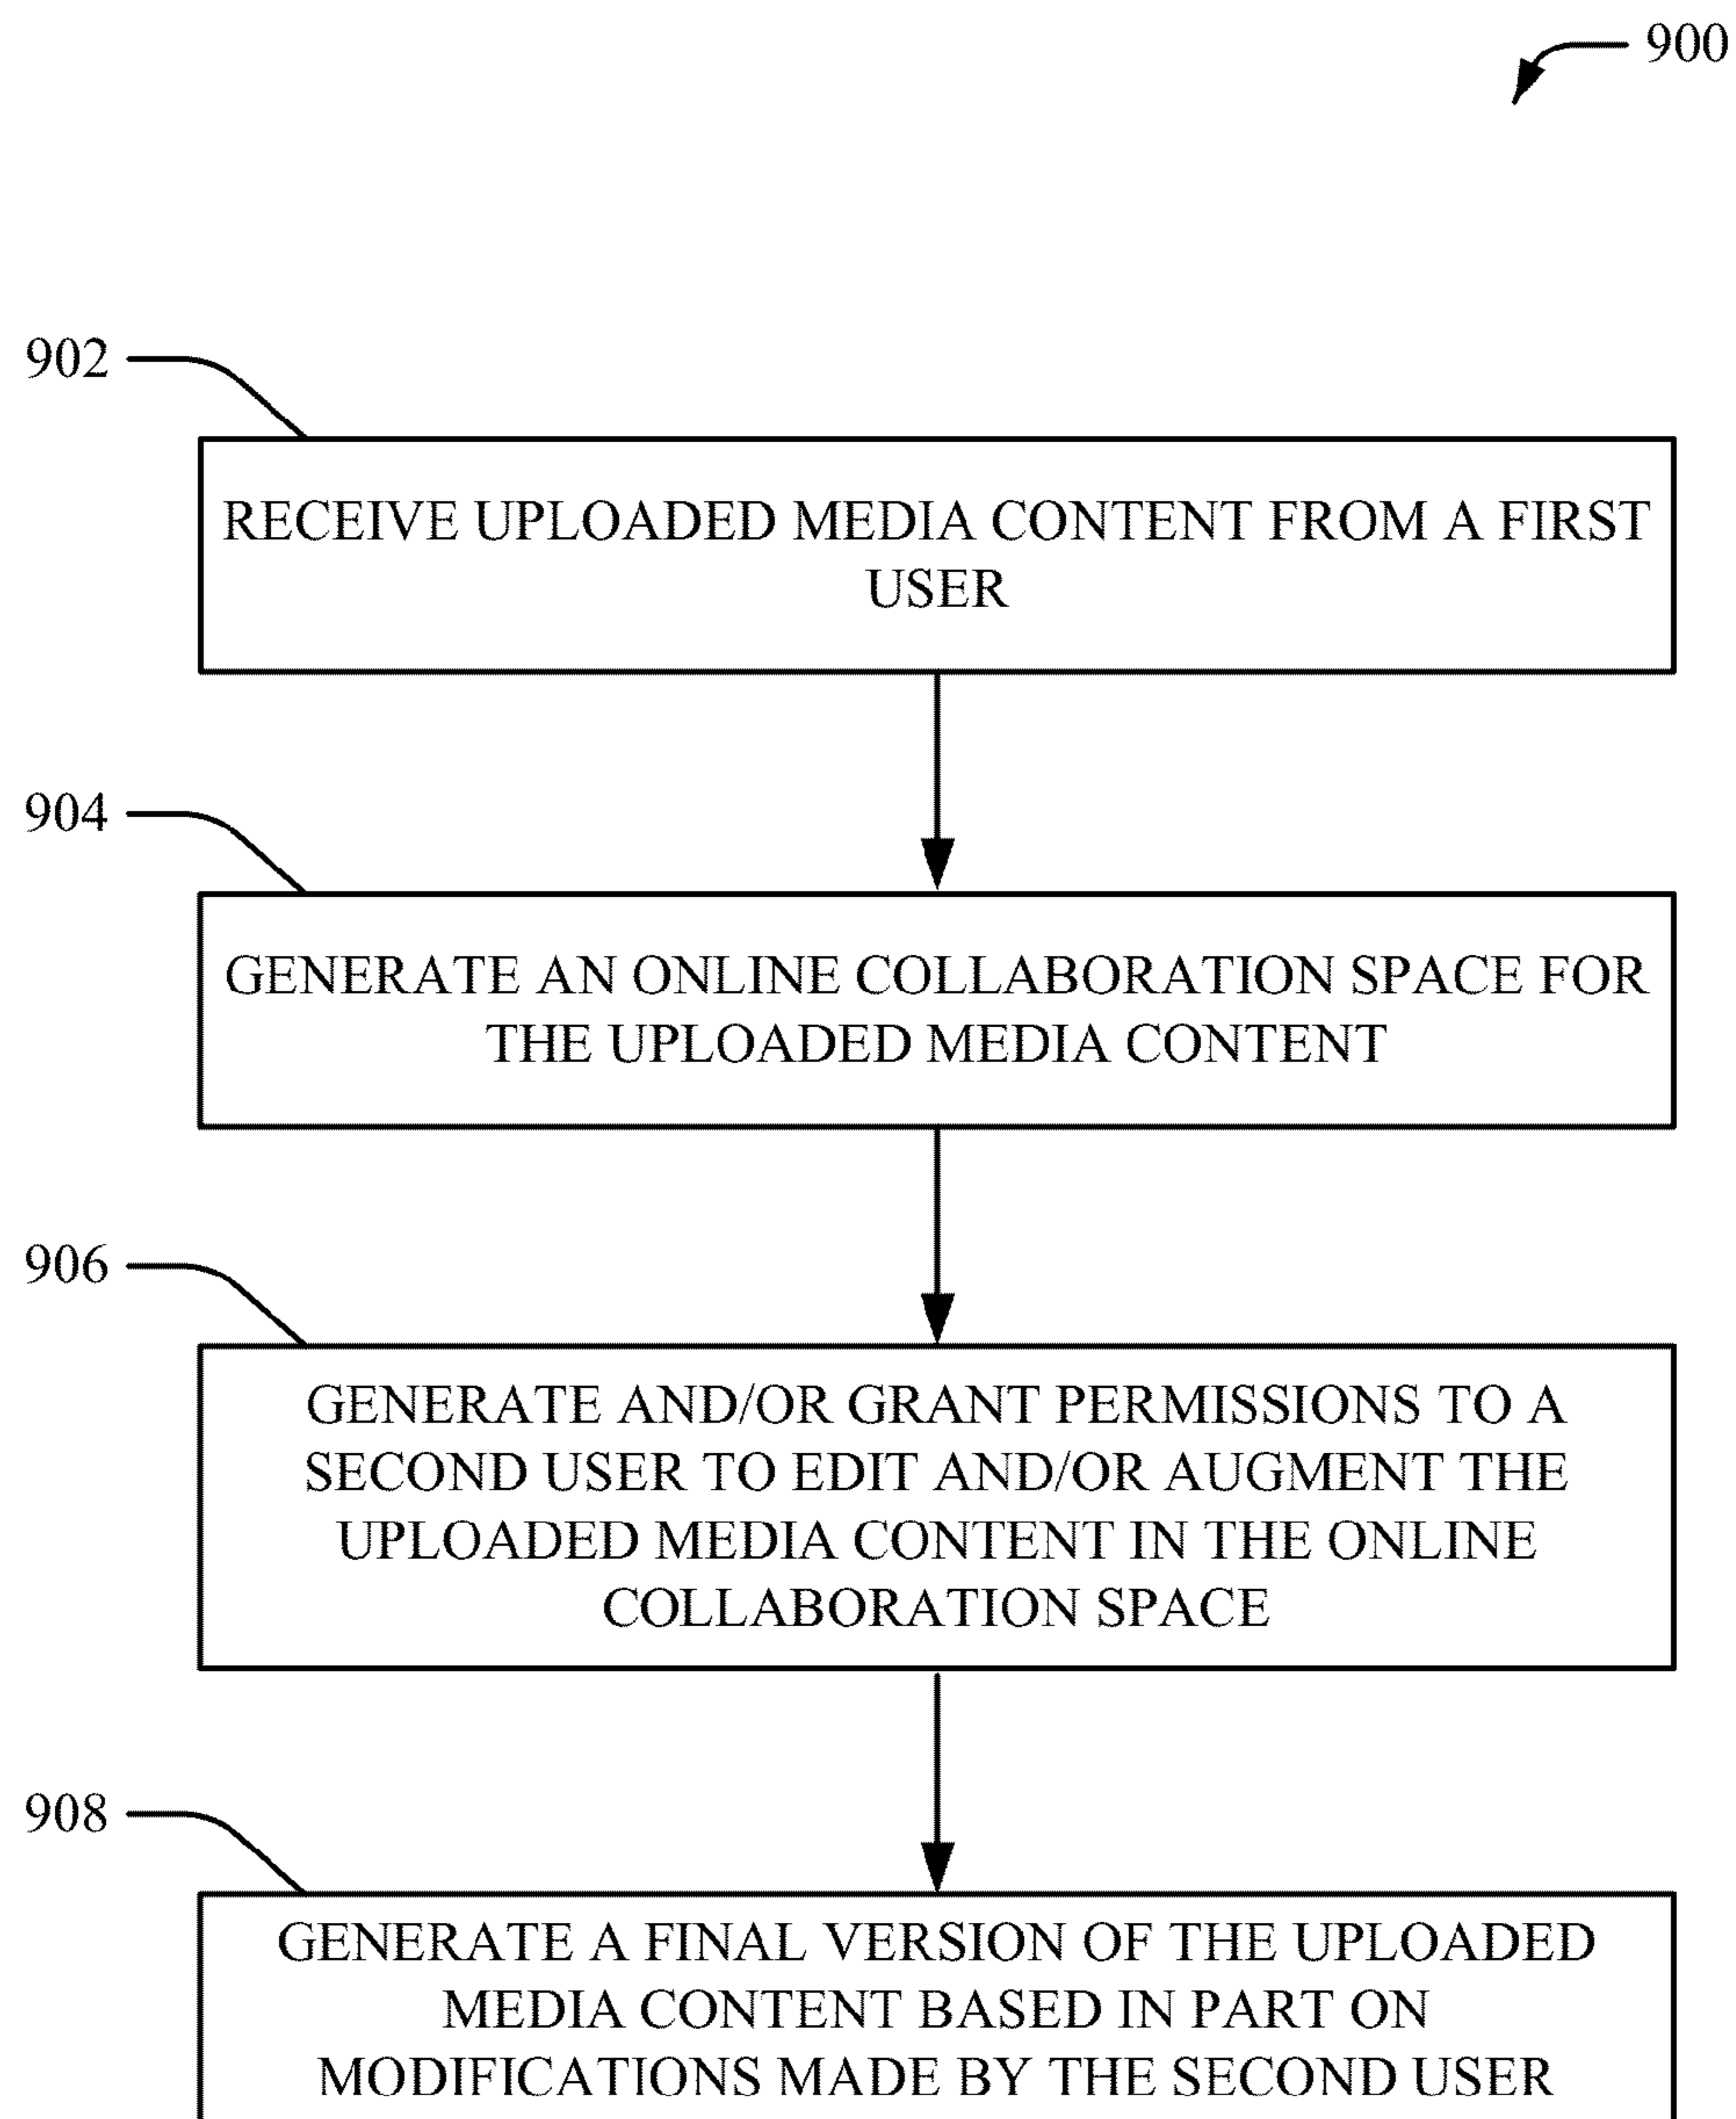 900
902
RECEIVE UPLOADED MEDIA CONTENT FROM A FIRST
USER
904
GENERATE AN ONLINE COLLABORATION SPACE FOR
THE UPLOADED MEDIA CONTENT
906
GENERATE AND/OR GRANT PERMISSIONS TO A
SECOND USER TO EDIT AND/OR AUGMENT THE
UPLOADED MEDIA CONTENT IN THE ONLINE
COLLABORATION SPACE
908
GENERATE A FINAL VERSION OF THE UPLOADED
MEDIA CONTENT BASED IN PART ON
MODIFICATIONS MADE BY THE SECOND USER